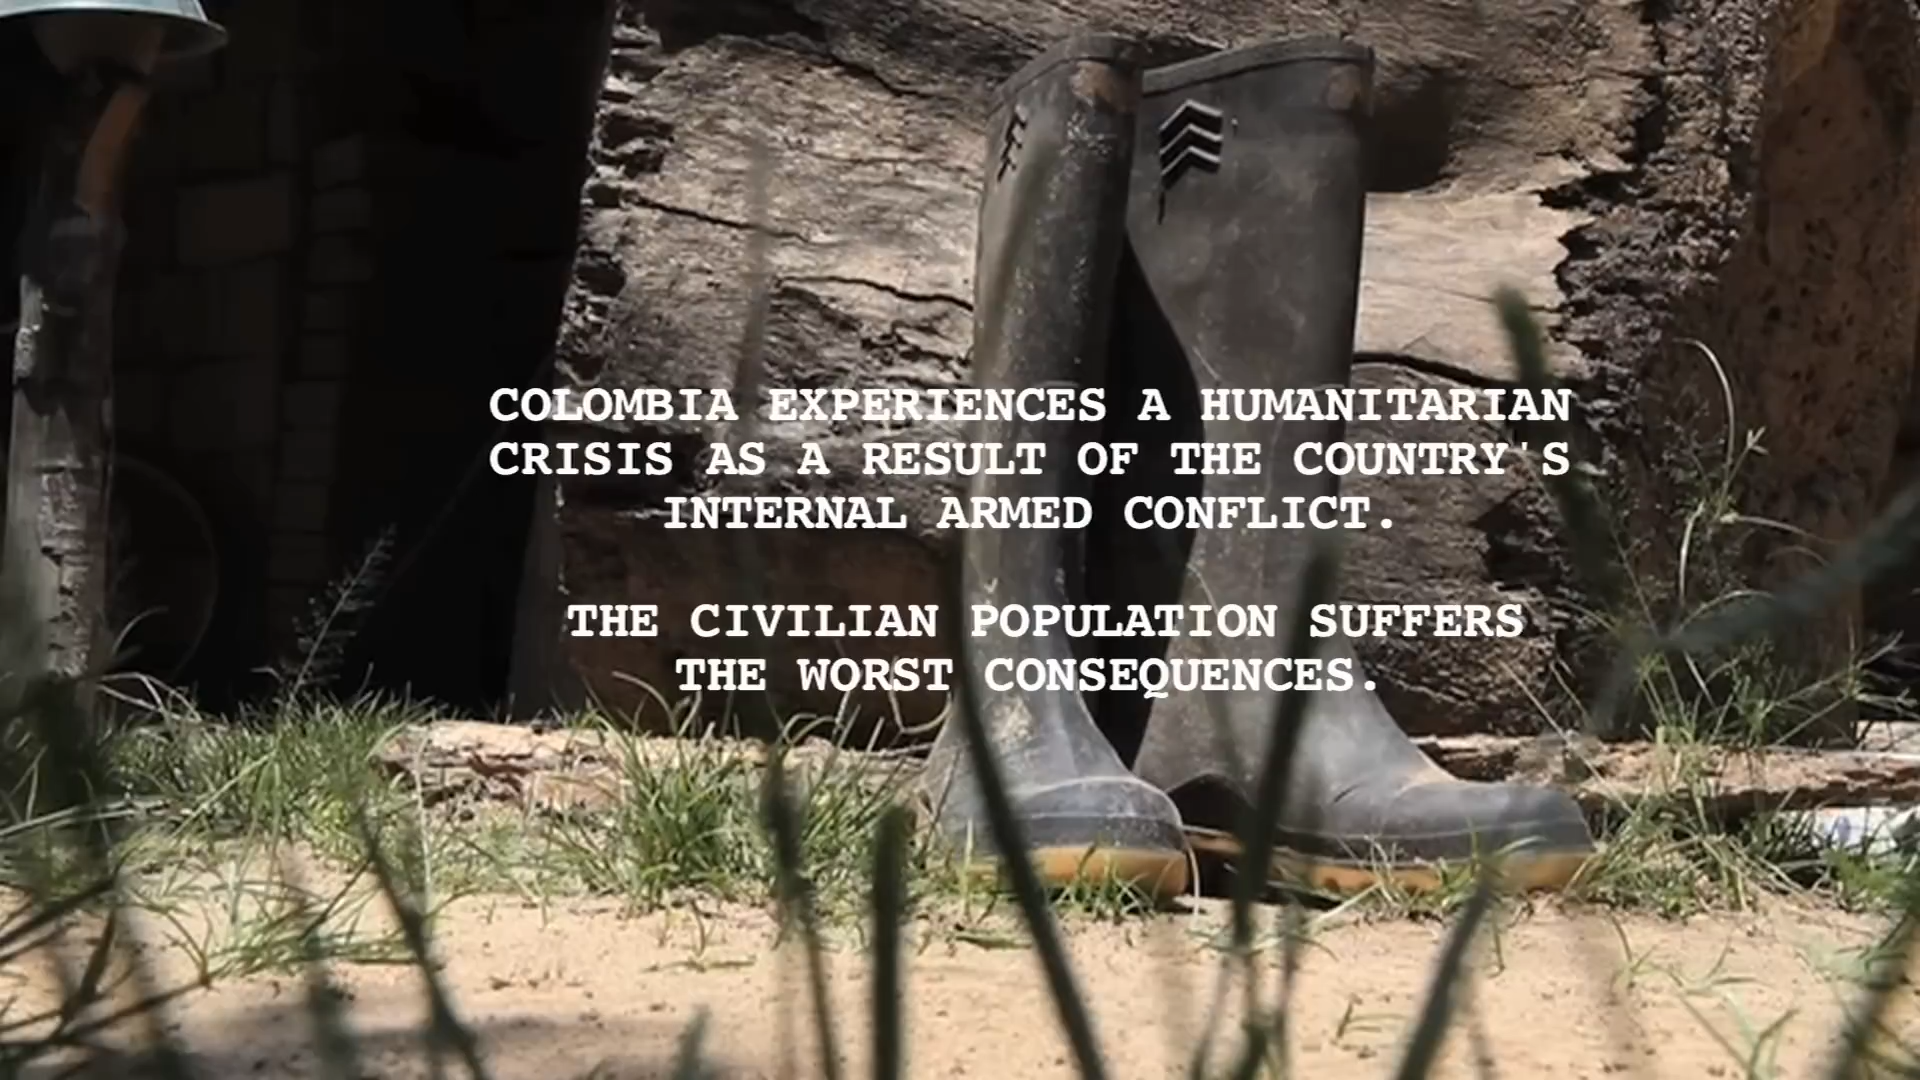 COLOMBIA EXPERIENCES A HUMANITARIAN
CRISIS AS A RESULT OF THE COUNTRY'S
INTERNAL ARMED CONFLICT.
THE CIVILIAN POPULATION SUFFERS
THE WORST CONSEQUENCES.